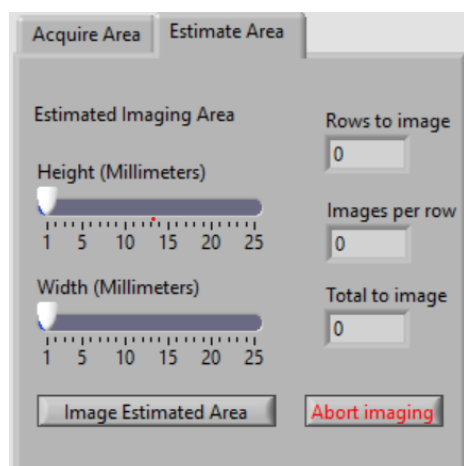 Acquire Area
Estimate Area
Estimated Imaging Area
Height (Millimeters)
1 5 10 15 20 25
Width (Millimeters)
1 5 10 15 20 25
Image Estimated Area
Rows to image
0
Images per row
0
Total to image
0
Abort imaging